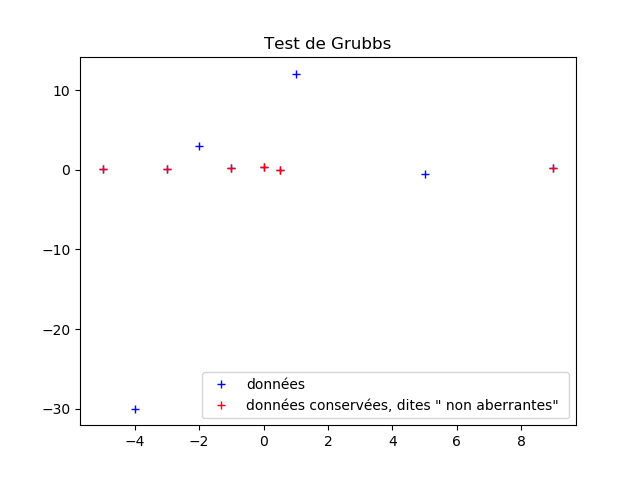 Test de Grubbs
10
0
−10
−20
−30
données
données conservées, dites " non aberrantes"
−4 −2 0 2 4 6 8